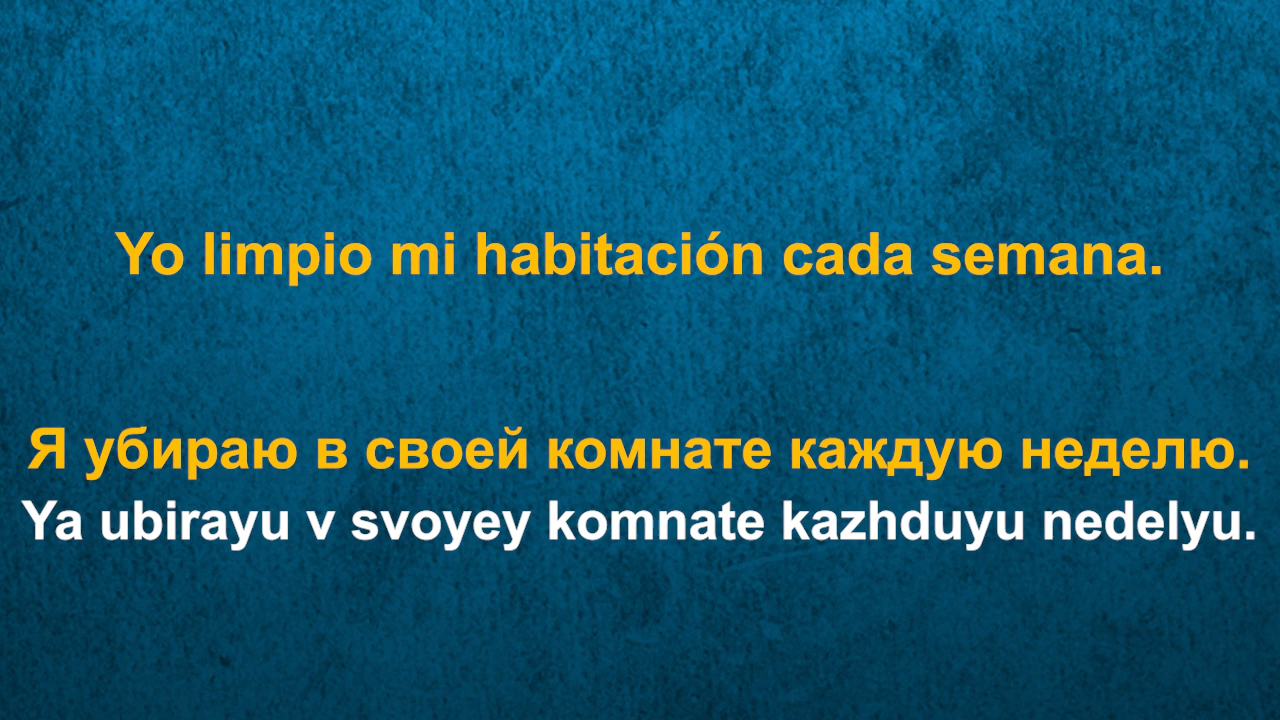 Yo limpio mi habitación cada semana.
Я убираю в своей комнате каждую неделю.
Ya ubirayu v svoyey komnate kazhduyu nedelyu.